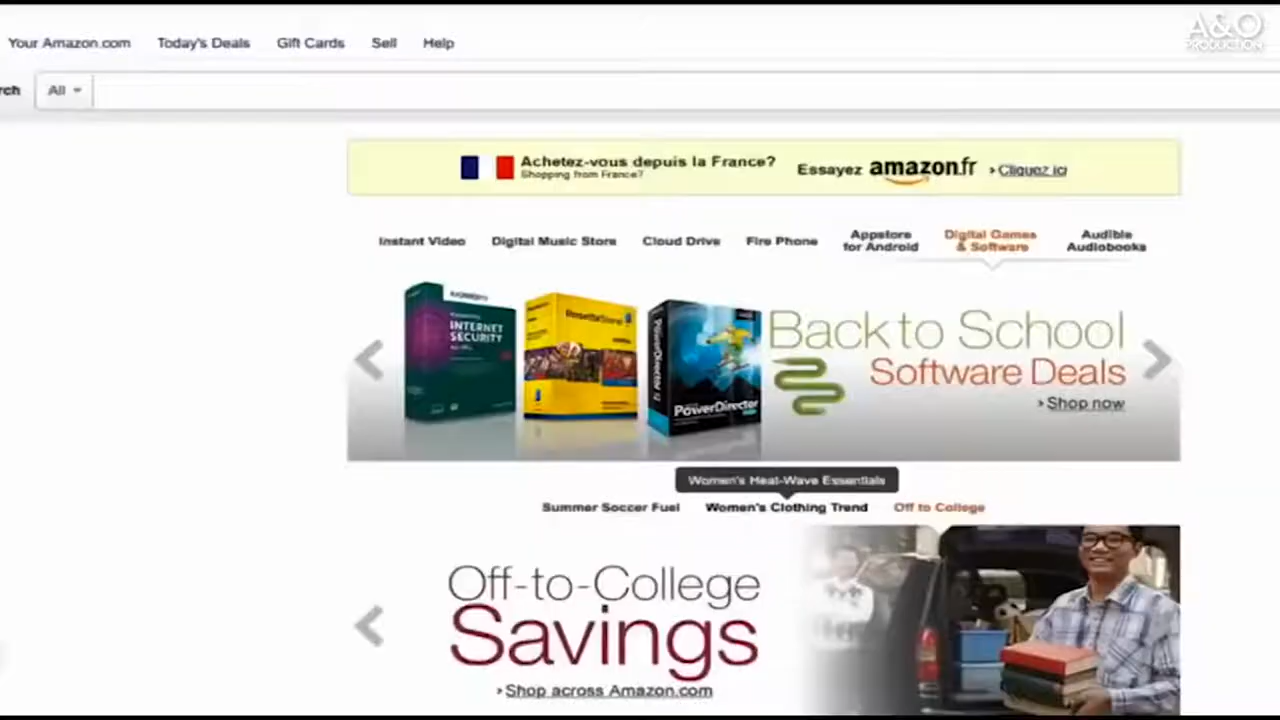 A&O
PRODUCTION
Your Amazon.com Today's Deals Gift Cards Sell Help
rch All
Achetez-vous depuis la France?
Shopping from France?
Essayez amazon.fr Cliquez ici
Instant Video Digital Music Store Cloud Drive Fire Phone Appstore for Android Digital Games & Software Audible Audiobooks
INTERNET
SECURITY
RosettaStone
PowerDirector
PowerDirector 12
Back to School
Software Deals
Shop now
Women's Heat-Wave Essentials
Summer Soccer Fuel Women's Clothing Trend Off to College
Off-to-College
Savings
Shop across Amazon.com